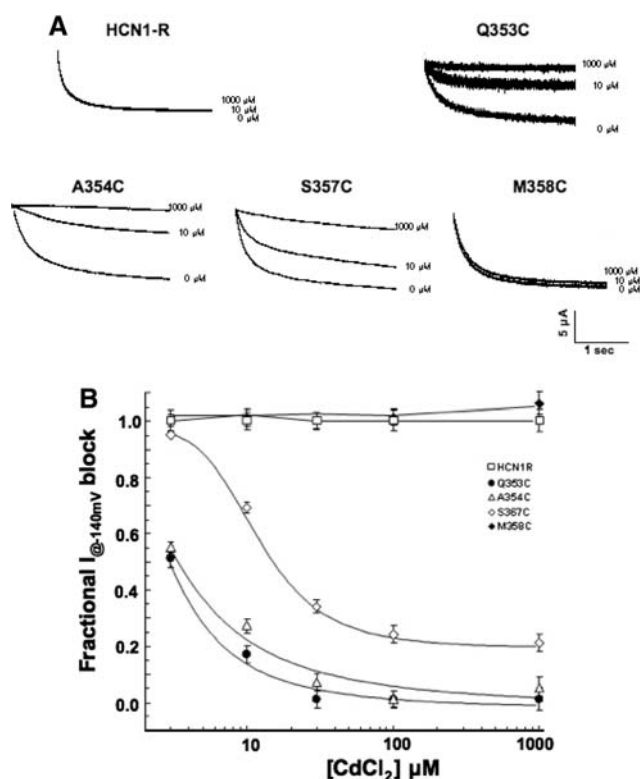 A
HCN1-R
1000 µM
10 µM
0 µM
Q353C
1000 µM
10 µM
0 µM
A354C
1000 µM
10 µM
0 µM
S357C
1000 µM
10 µM
0 µM
M358C
1000 µM
10 µM
0 µM
5 µA
1 sec
B
Fractional I@-140mV block
1.0
0.8
0.6
0.4
0.2
0.0
HCN1R
Q353C
A354C
S367C
M358C
10
100
1000
[CdCl2] µM